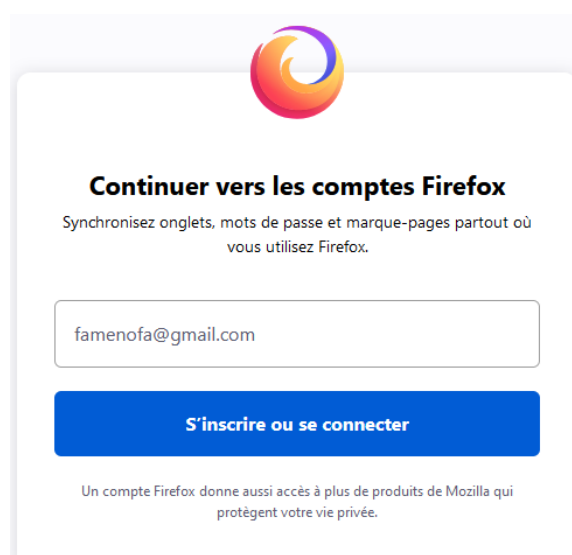 Continuer vers les comptes Firefox
Synchronisez onglets, mots de passe et marque-pages partout où
vous utilisez Firefox.
famenofa@gmail.com
S’inscrire ou se connecter
Un compte Firefox donne aussi accès à plus de produits de Mozilla qui
protègent votre vie privée.